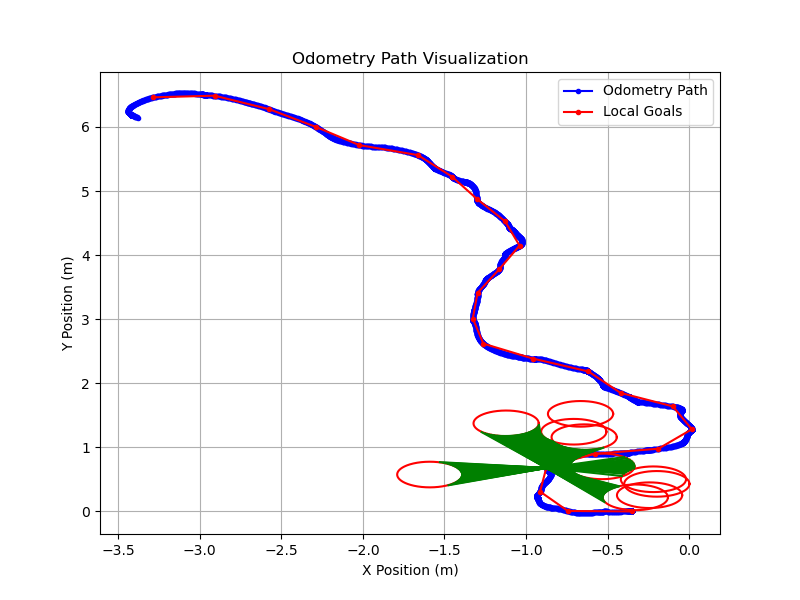 Odometry Path Visualization
Odometry Path
Local Goals
Y Position (m)
6
5
4
3
2
1
0
−3.5 −3.0 −2.5 −2.0 −1.5 −1.0 −0.5 0.0
X Position (m)